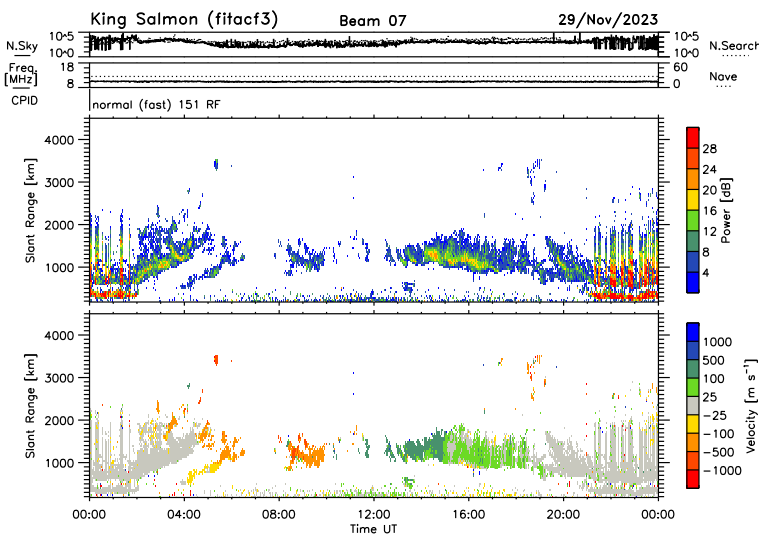 King Salmon (fitacf3) Beam 07 29/Nov/2023
N.Sky 10^5 10^0 10^5 10^0 N.Search
Freq [MHz] 18 8 60 0 Nave
CPID normal (fast) 151 RF
Slant Range [km] 4000 3000 2000 1000
28 24 20 16 12 8 4 Power [dB]
Slant Range [km] 4000 3000 2000 1000
1000 500 100 25 −25 −100 −500 −1000 Velocity [m s⁻¹]
00:00 04:00 08:00 12:00 16:00 20:00 00:00
Time UT